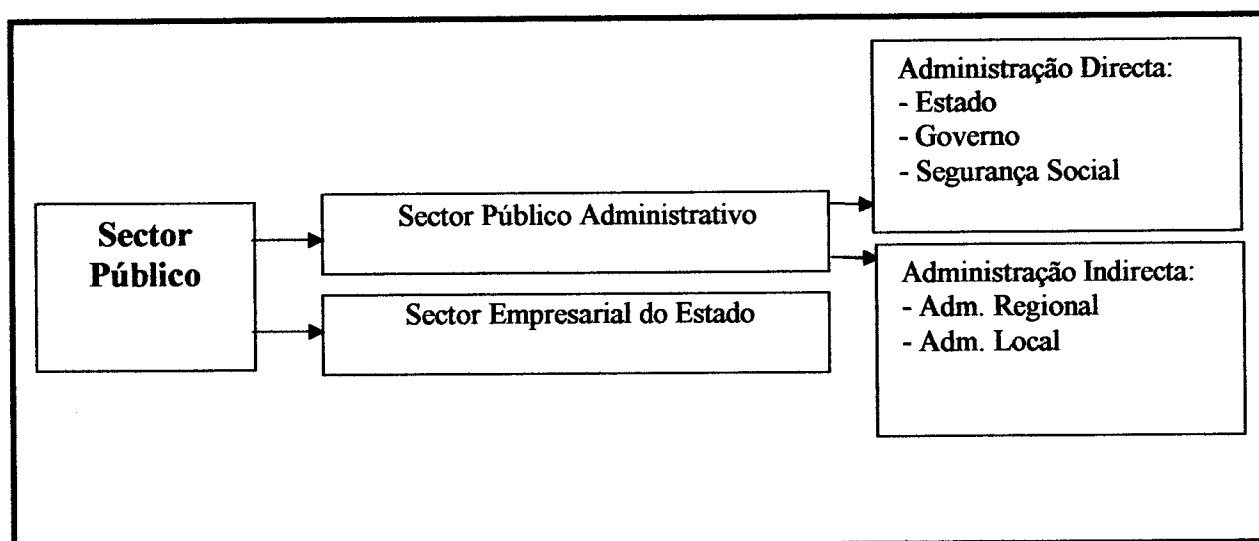 Sector
Público
Sector Público Administrativo
Sector Empresarial do Estado
Administração Directa:
- Estado
- Governo
- Segurança Social
Administração Indirecta:
- Adm. Regional
- Adm. Local